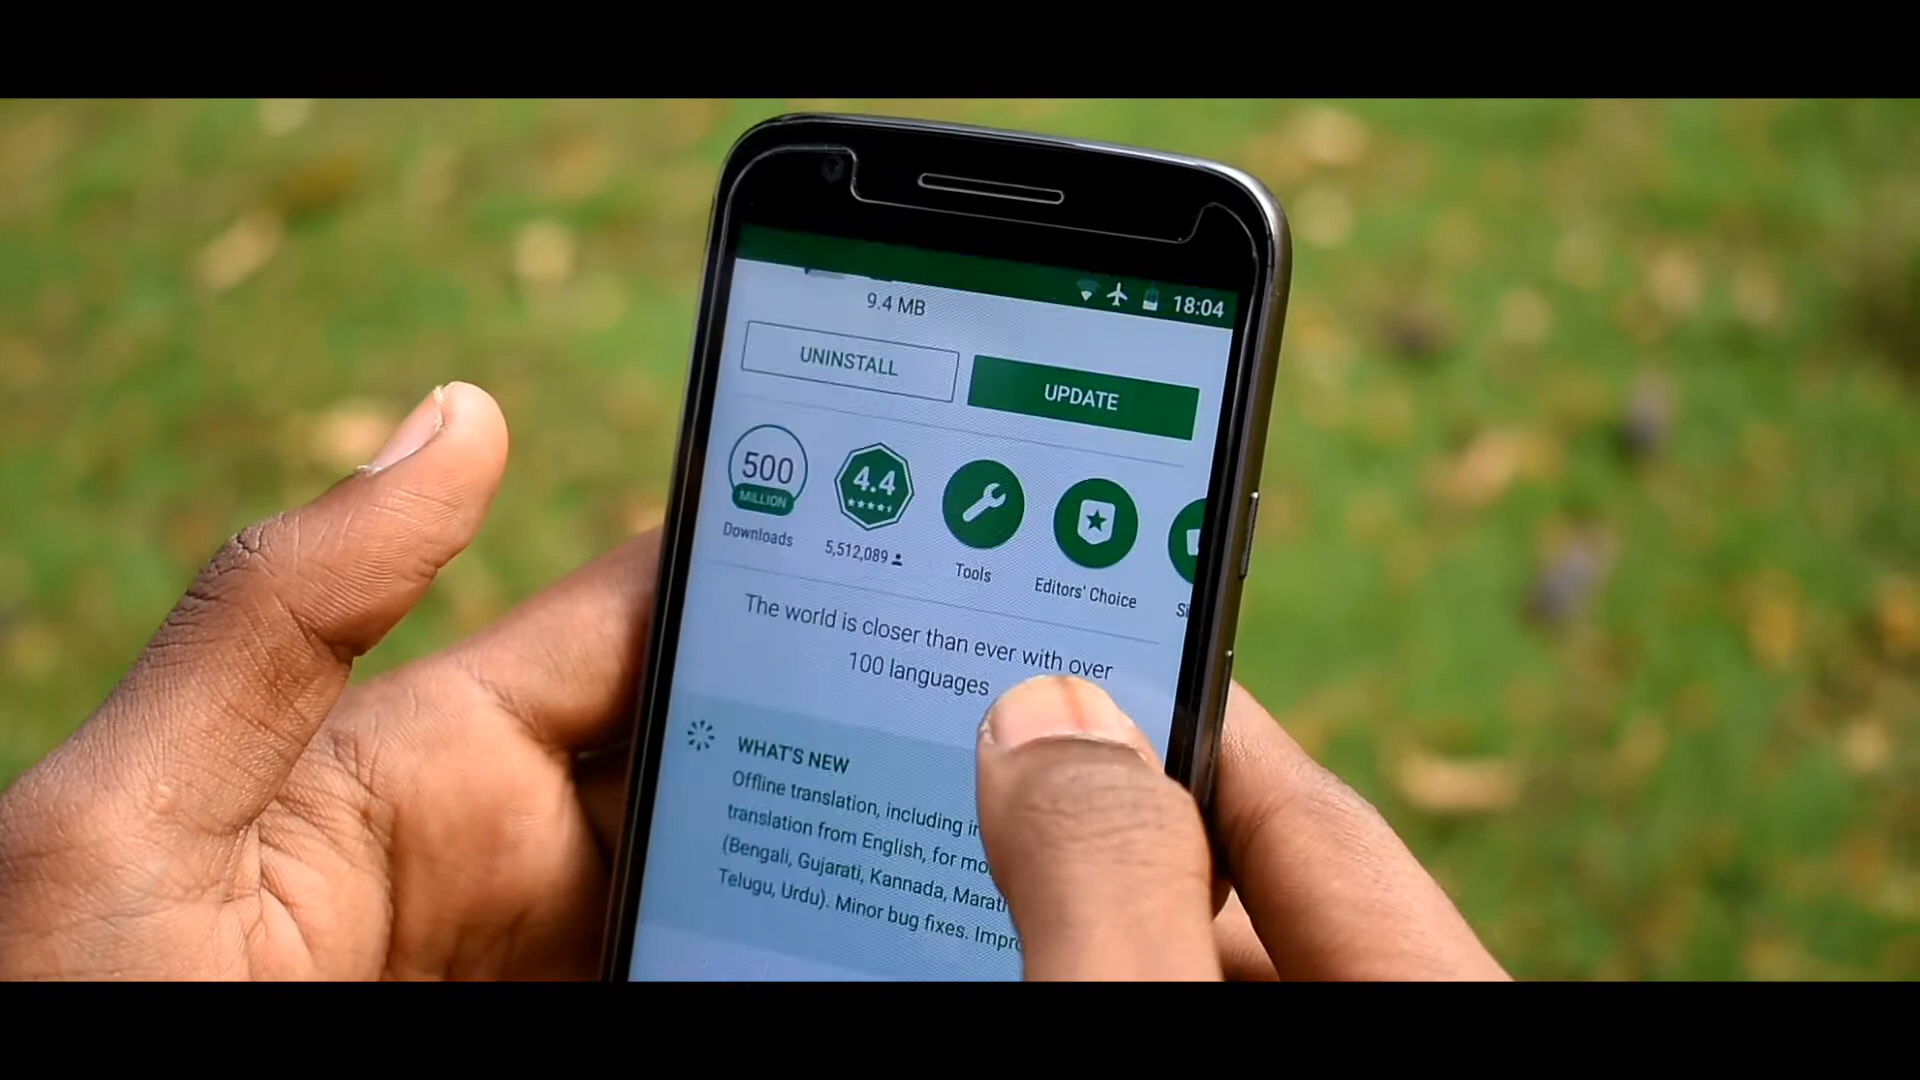 18:04
9.4 MB
UNINSTALL
UPDATE
500
MILLION
Downloads
4.4
5,512,089
Tools
Editors' Choice
The world is closer than ever with over
100 languages
WHAT'S NEW
Offline translation, including
translation from English, for
(Bengali, Gujarati, Kannada,
Telugu, Urdu). Minor bug fixes.